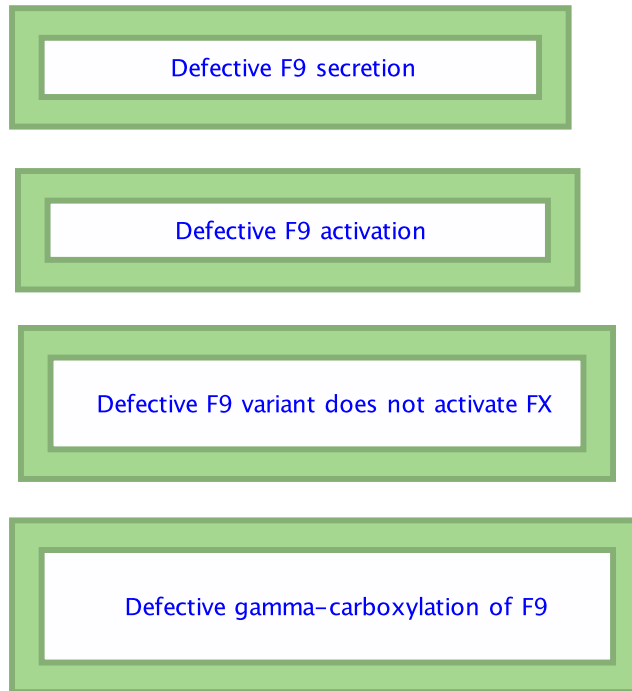 Defective F9 secretion
Defective F9 activation
Defective F9 variant does not activate FX
Defective gamma-carboxylation of F9